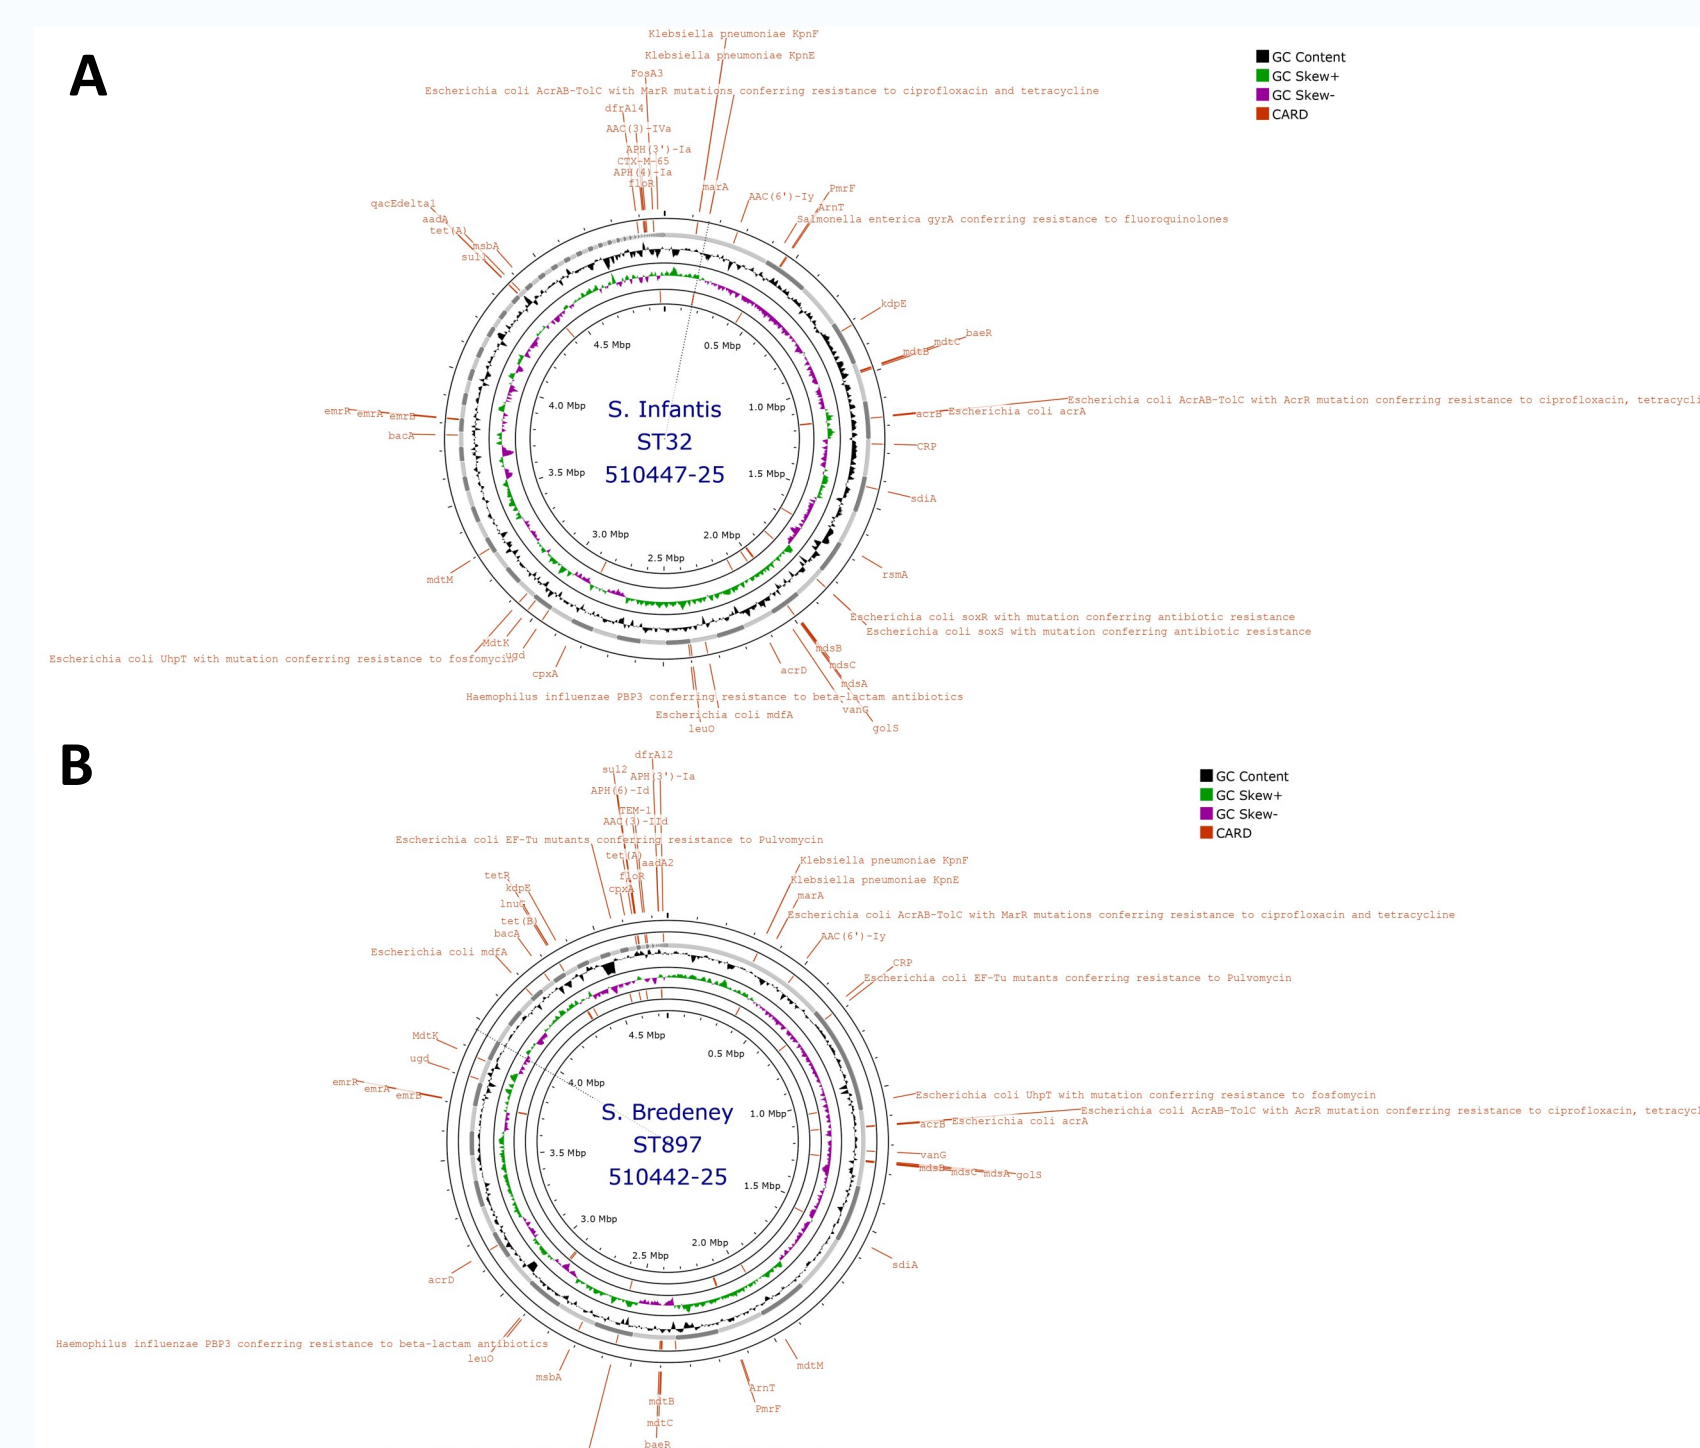 A
Klebsiella pneumoniae KpnF
Klebsiella pneumoniae KpnE
FosA3
Escherichia coli AcrAB-TolC with MarR mutations conferring resistance to ciprofloxacin and tetracycline
dfrA14
AAC(3)-IVa
APH(3')-Ia
CTX-M-65
APH(4)-Ia
floR
marA
AAC(6')-Iy
PmrF
ArnT
Salmonella enterica gyrA conferring resistance to fluoroquinolones
qacEdelta1
aadA
tet(A)
msbA
sul1
kdpE
baeR
mdtC
mdtB
Escherichia coli AcrAB-TolC with AcrR mutation conferring resistance to ciprofloxacin, tetracycli
acrB
Escherichia coli acrA
CRP
sdiA
rsmA
emrR
emrA
emrB
bacA
mdtM
Escherichia coli soxR with mutation conferring antibiotic resistance
Escherichia coli soxS with mutation conferring antibiotic resistance
MdtK
Escherichia coli UhpT with mutation conferring resistance to fosfomycin
ugd
cpxA
mdsB
mdsC
mdsA
acrD
Haemophilus influenzae PBP3 conferring resistance to beta-lactam antibiotics
vanG
Escherichia coli mdfA
leuO
golS
4.5 Mbp
0.5 Mbp
4.0 Mbp
1.0 Mbp
3.5 Mbp
1.5 Mbp
3.0 Mbp
2.0 Mbp
2.5 Mbp
S. Infantis
ST32
510447-25
GC Content
GC Skew+
GC Skew-
CARD
B
dfrA12
sul2
APH(3')-Ia
APH(6)-Id
TEM-1
AAC(3)-IId
Escherichia coli EF-Tu mutants conferring resistance to Pulvomycin
tet(A)
aadA2
floR
cpxA
tetR
kdpE
lnuG
tet(B)
bacA
Escherichia coli mdfA
Klebsiella pneumoniae KpnF
Klebsiella pneumoniae KpnE
marA
Escherichia coli AcrAB-TolC with MarR mutations conferring resistance to ciprofloxacin and tetracycline
AAC(6')-Iy
CRP
Escherichia coli EF-Tu mutants conferring resistance to Pulvomycin
MdtK
ugd
emrR
emrA
emrB
Escherichia coli UhpT with mutation conferring resistance to fosfomycin
Escherichia coli AcrAB-TolC with AcrR mutation conferring resistance to ciprofloxacin, tetracycl
acrB
Escherichia coli acrA
vanG
mdsB
mdsC
mdsA
golS
sdiA
acrD
Haemophilus influenzae PBP3 conferring resistance to beta-lactam antibiotics
leuO
msbA
mdtM
ArnT
PmrF
mdtB
mdtC
baeR
4.5 Mbp
0.5 Mbp
4.0 Mbp
1.0 Mbp
3.5 Mbp
1.5 Mbp
3.0 Mbp
2.0 Mbp
2.5 Mbp
S. Bredeney
ST897
510442-25
GC Content
GC Skew+
GC Skew-
CARD